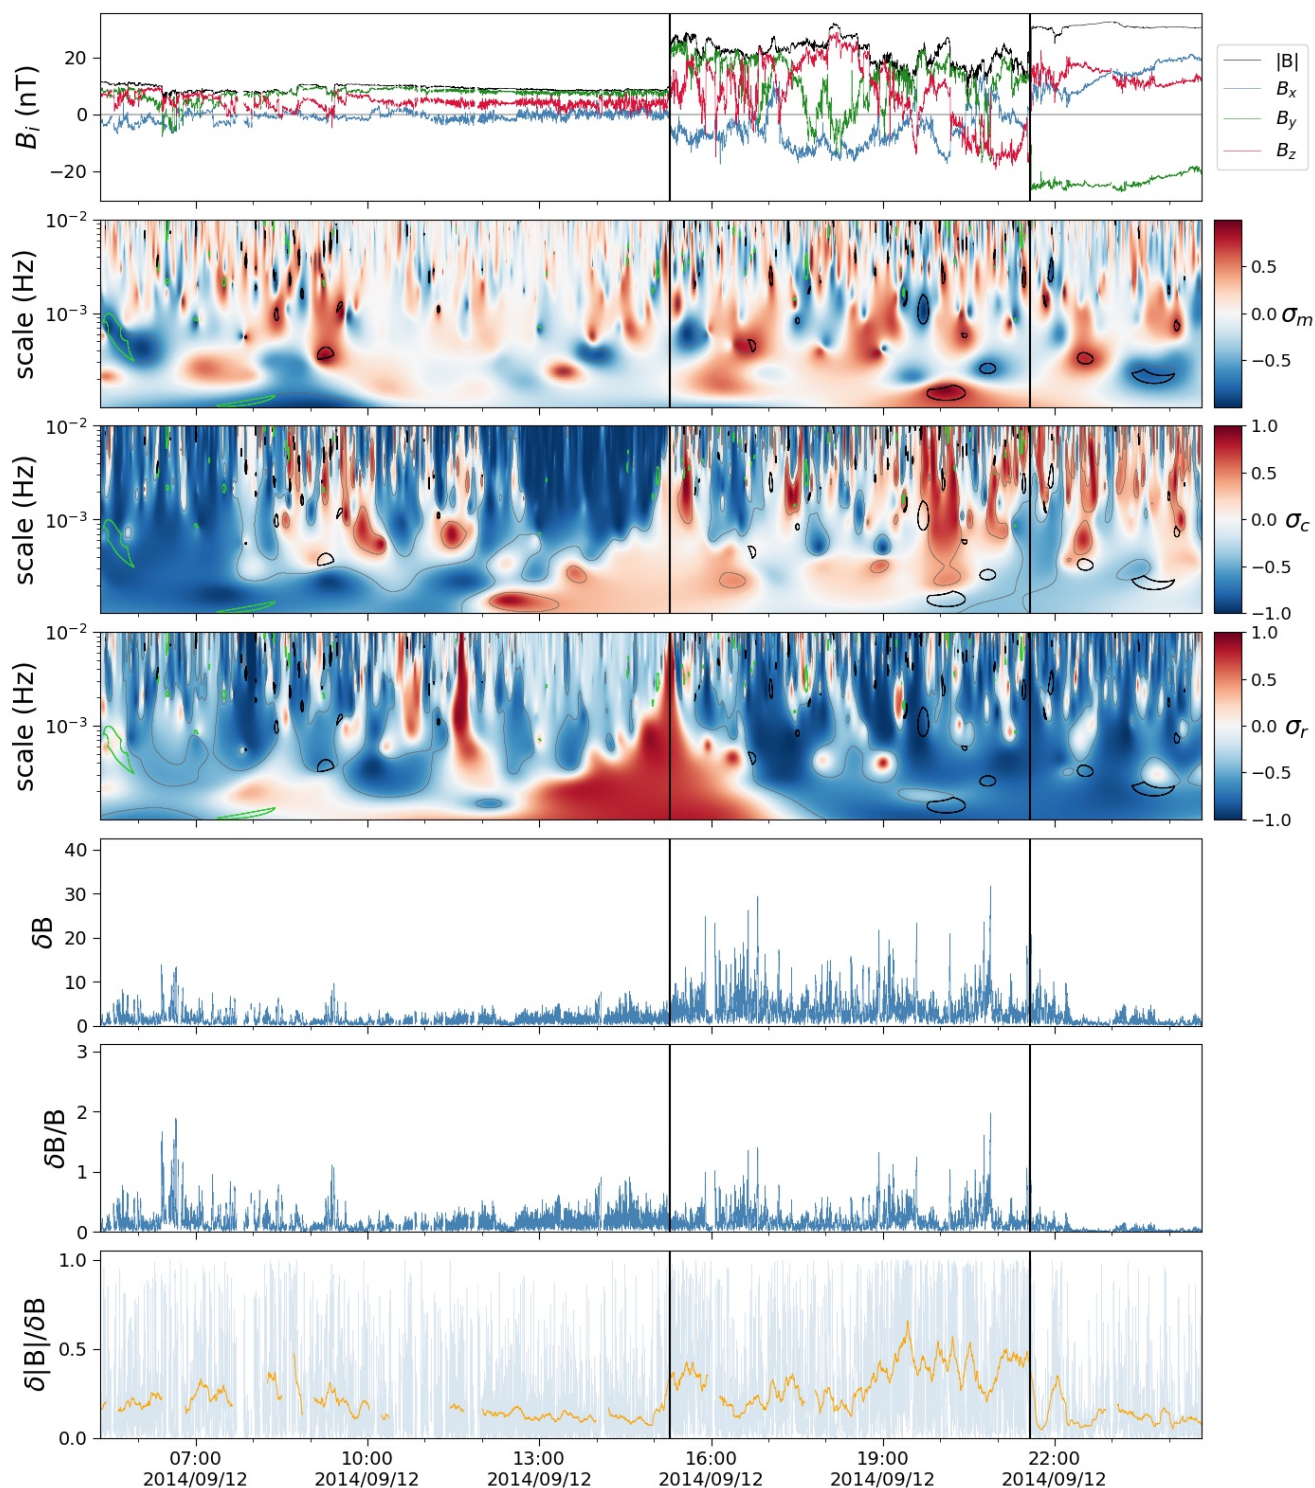 B_i (nT)
20
0
−20
|B|
B_x
B_y
B_z
scale (Hz)
10^−2
10^−3
0.5
0.0
−0.5
σ_m
scale (Hz)
10^−2
10^−3
1.0
0.5
0.0
−0.5
−1.0
σ_c
scale (Hz)
10^−2
10^−3
1.0
0.5
0.0
−0.5
−1.0
σ_r
δB
40
30
20
10
0
δB/B
3
2
1
0
δ|B|/δB
1.0
0.5
0.0
07:00 10:00 13:00 16:00 19:00 22:00
2014/09/12 2014/09/12 2014/09/12 2014/09/12 2014/09/12 2014/09/12